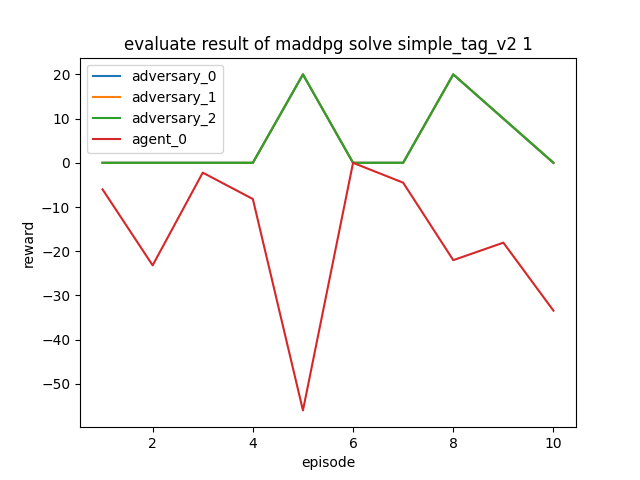 evaluate result of maddpg solve simple_tag_v2 1
adversary_0
adversary_1
adversary_2
agent_0
reward
20
10
0
−10
−20
−30
−40
−50
2
4
6
8
10
episode